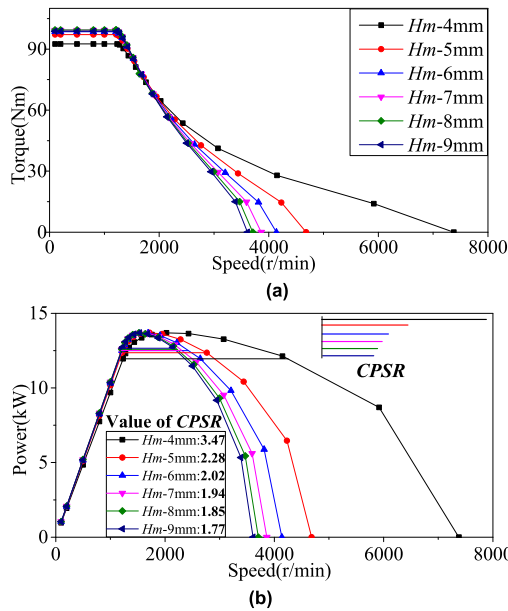 90
60
30
0
Torque(Nm)
Hm-4mm
Hm-5mm
Hm-6mm
Hm-7mm
Hm-8mm
Hm-9mm
0 2000 4000 6000 8000
Speed(r/min)
(a)
15
10
5
0
Power(kW)
CPSR
Value of CPSR
Hm-4mm:3.47
Hm-5mm:2.28
Hm-6mm:2.02
Hm-7mm:1.94
Hm-8mm:1.85
Hm-9mm:1.77
0 2000 4000 6000 8000
Speed(r/min)
(b)